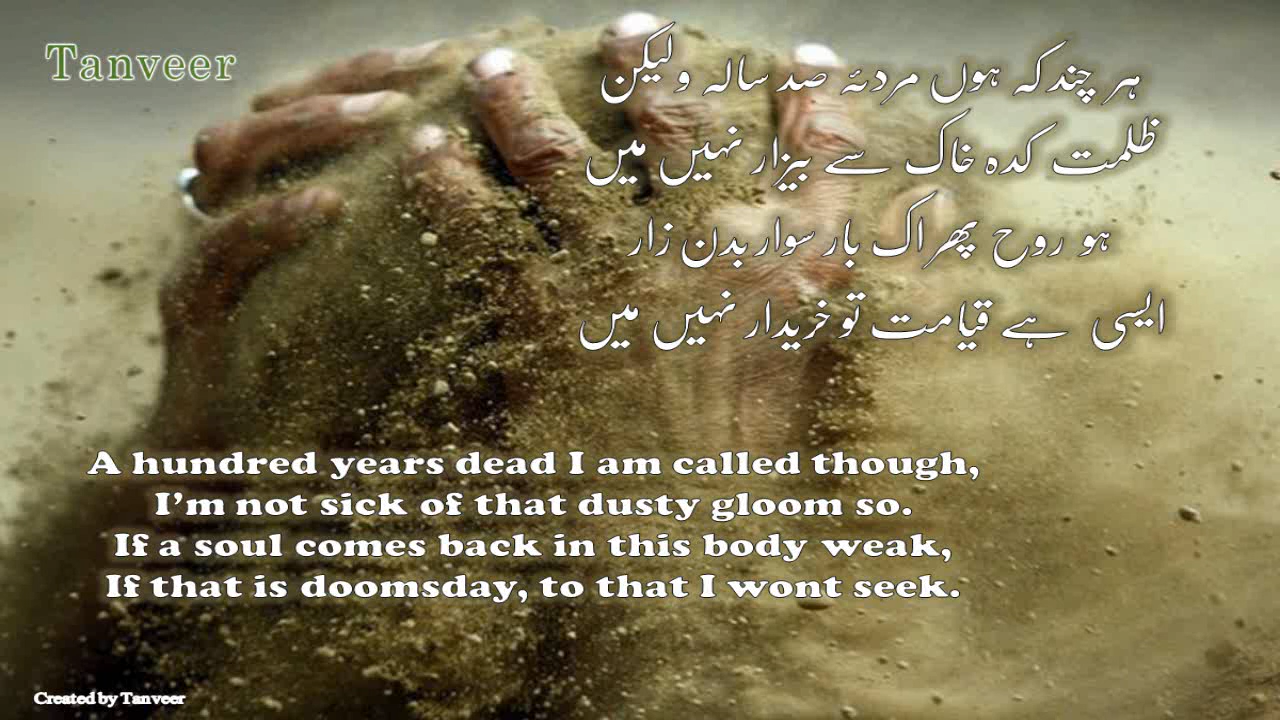 Tanveer
ہر چندکہ ہوں مردۂ صد سالہ ولیکن
ظلمت کدہ خاک سے بیزار نہیں میں
ہو روح پھر اک بار سوار بدن زار
ایسی ہے قیامت تو خریدار نہیں میں
A hundred years dead I am called though,
I’m not sick of that dusty gloom so.
If a soul comes back in this body weak,
If that is doomsday, to that I wont seek.
Created by Tanveer